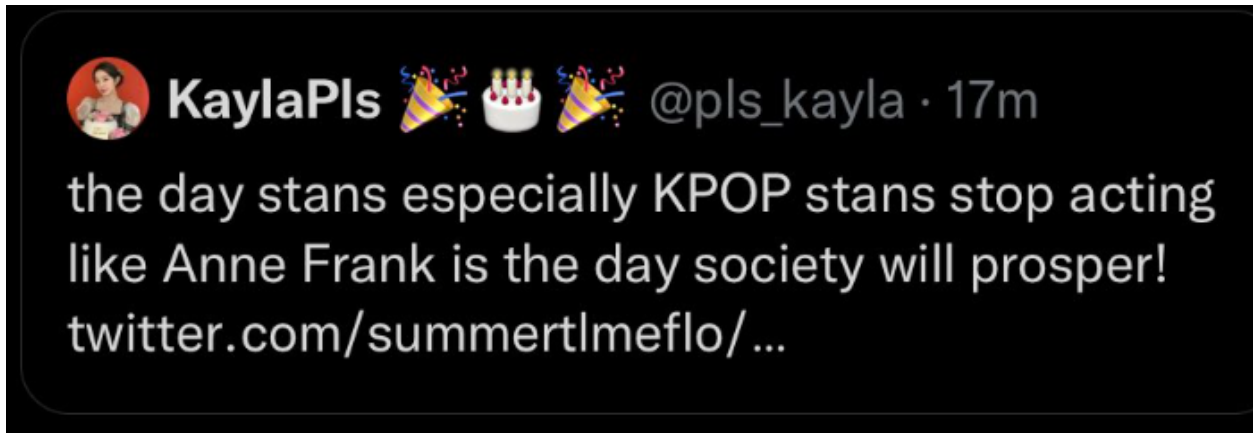 KaylaPls 🎉🎂🎉 @pls_kayla · 17m
the day stans especially KPOP stans stop acting
like Anne Frank is the day society will prosper!
twitter.com/summertlmeflo/...